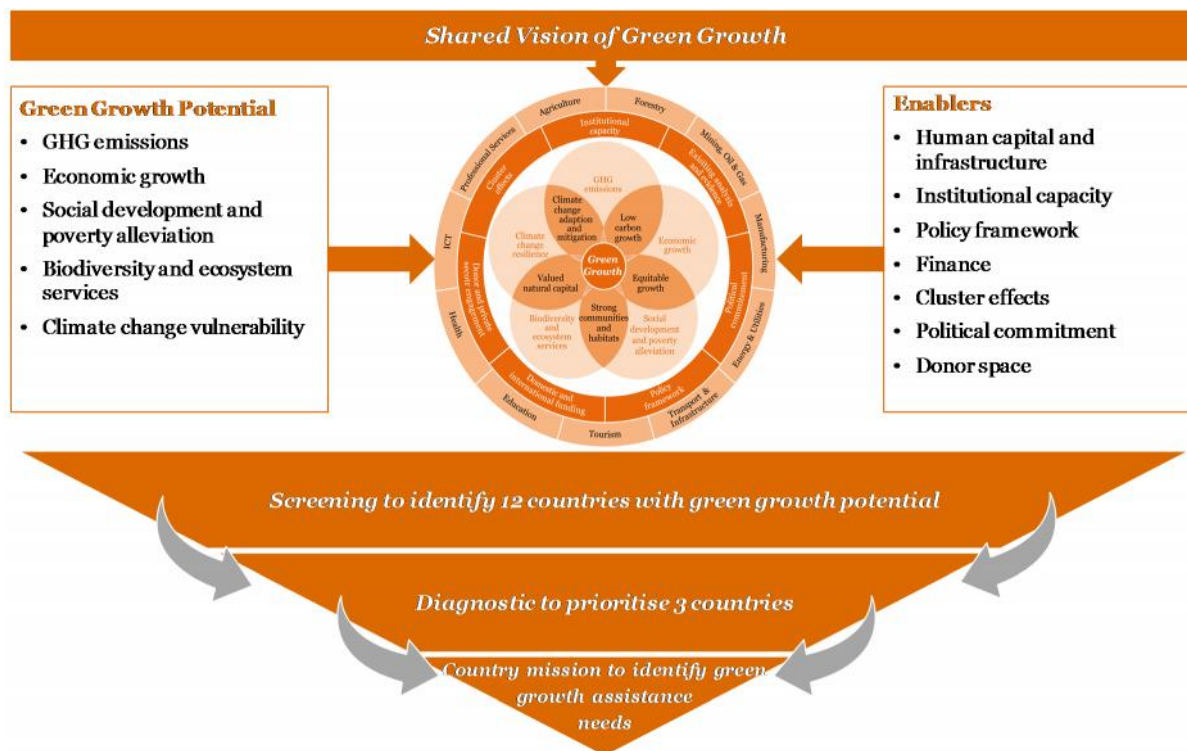 Shared Vision of Green Growth
Green Growth Potential
• GHG emissions
• Economic growth
• Social development and
poverty alleviation
• Biodiversity and ecosystem
services
• Climate change vulnerability
Agriculture
Forestry
Mining, Oil & Gas
Manufacturing
Energy & Utilities
Transport &
Infrastructure
Tourism
Education
Health
ICT
Professional Services
Institutional
capacity
Existing analysis
and evidence
Political
commitment
Policy
framework
Domestic and
international funding
Donor and private
sector engagement
Cluster
effects
GHG
emissions
Climate
change
adaption
and
mitigation
Low
carbon
growth
Climate
change
resilience
Economic
growth
Green
Growth
Valued
natural capital
Equitable
growth
Strong
communities
and
habitats
Biodiversity
and
ecosystem
services
Social
development
and poverty
alleviation
Enablers
• Human capital and
infrastructure
• Institutional capacity
• Policy framework
• Finance
• Cluster effects
• Political commitment
• Donor space
Screening to identify 12 countries with green growth potential
Diagnostic to prioritise 3 countries
Country mission to identify green
growth assistance
needs